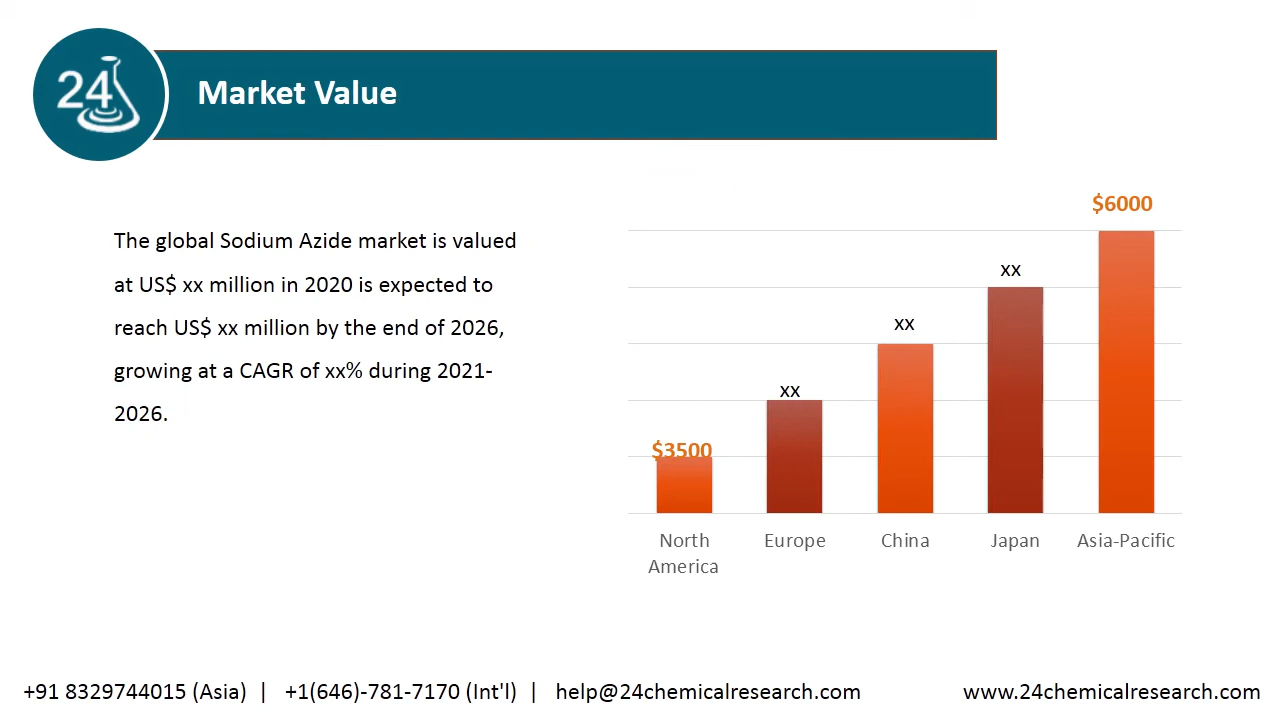 24
Market Value
The global Sodium Azide market is valued
at US$ xx million in 2020 is expected to
reach US$ xx million by the end of 2026,
growing at a CAGR of xx% during 2021-
2026.
$6000
xx
xx
xx
$3500
North
America
Europe
China
Japan
Asia-Pacific
+91 8329744015 (Asia) | +1(646)-781-7170 (Int'l) | help@24chemicalresearch.com www.24chemicalresearch.com